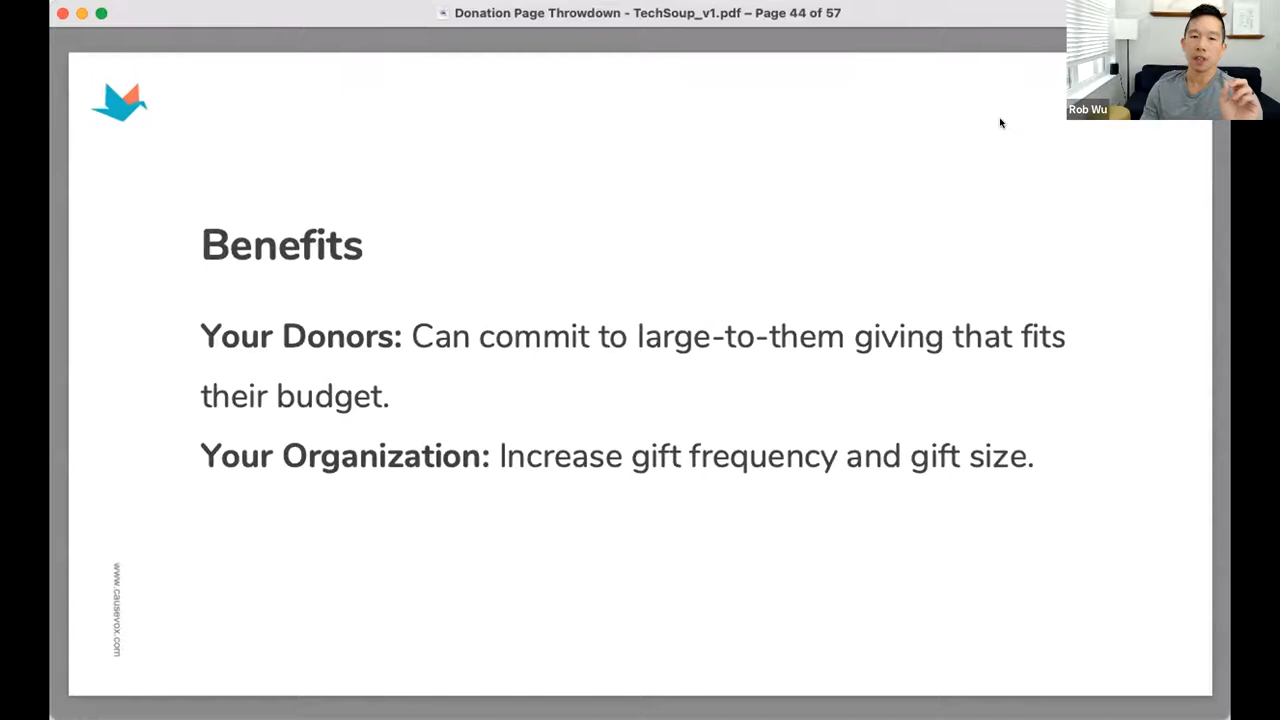 Donation Page Throwdown - TechSoup_v1.pdf – Page 44 of 57
Rob Wu
Benefits
Your Donors: Can commit to large-to-them giving that fits
their budget.
Your Organization: Increase gift frequency and gift size.
www.causevox.com